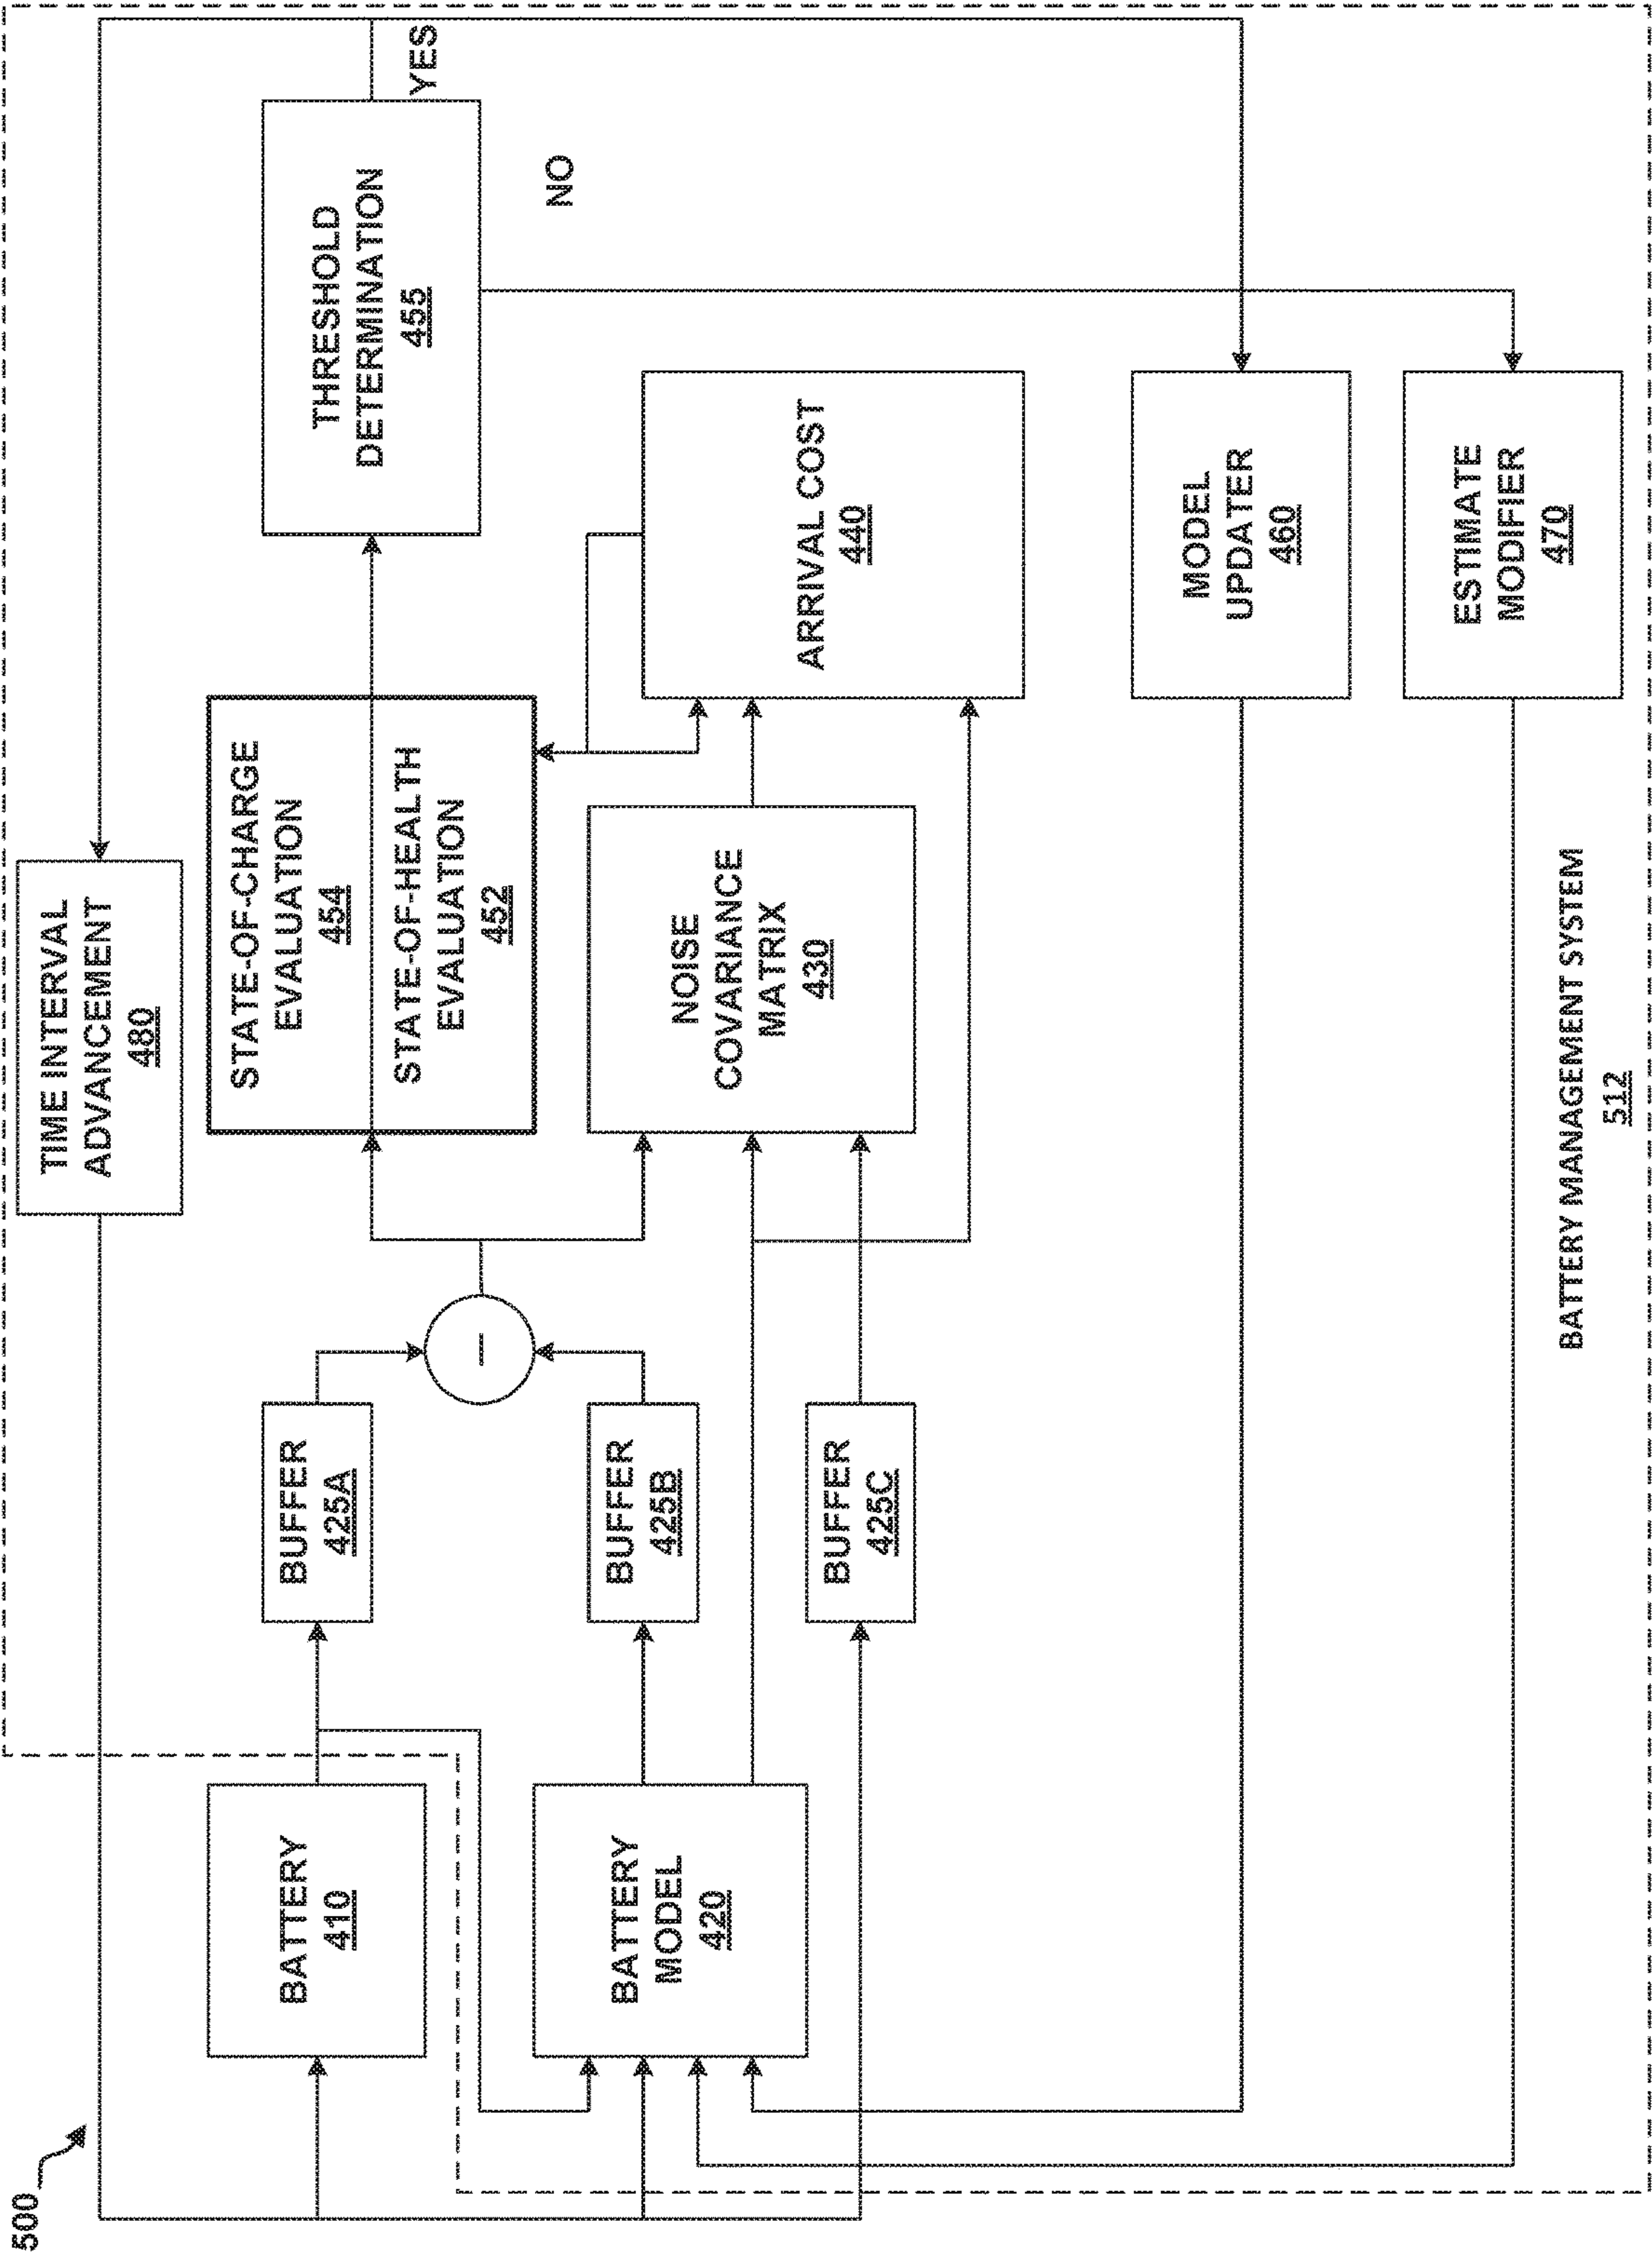 500
TIME INTERVAL
ADVANCEMENT
480
BATTERY
410
BUFFER
425A
STATE-OF-CHARGE
EVALUATION
454
STATE-OF-HEALTH
EVALUATION
452
THRESHOLD
DETERMINATION
455
YES
NO
BATTERY
MODEL
420
BUFFER
425B
BUFFER
425C
NOISE
COVARIANCE
MATRIX
430
ARRIVAL COST
440
MODEL
UPDATER
460
ESTIMATE
MODIFIER
470
BATTERY MANAGEMENT SYSTEM
512